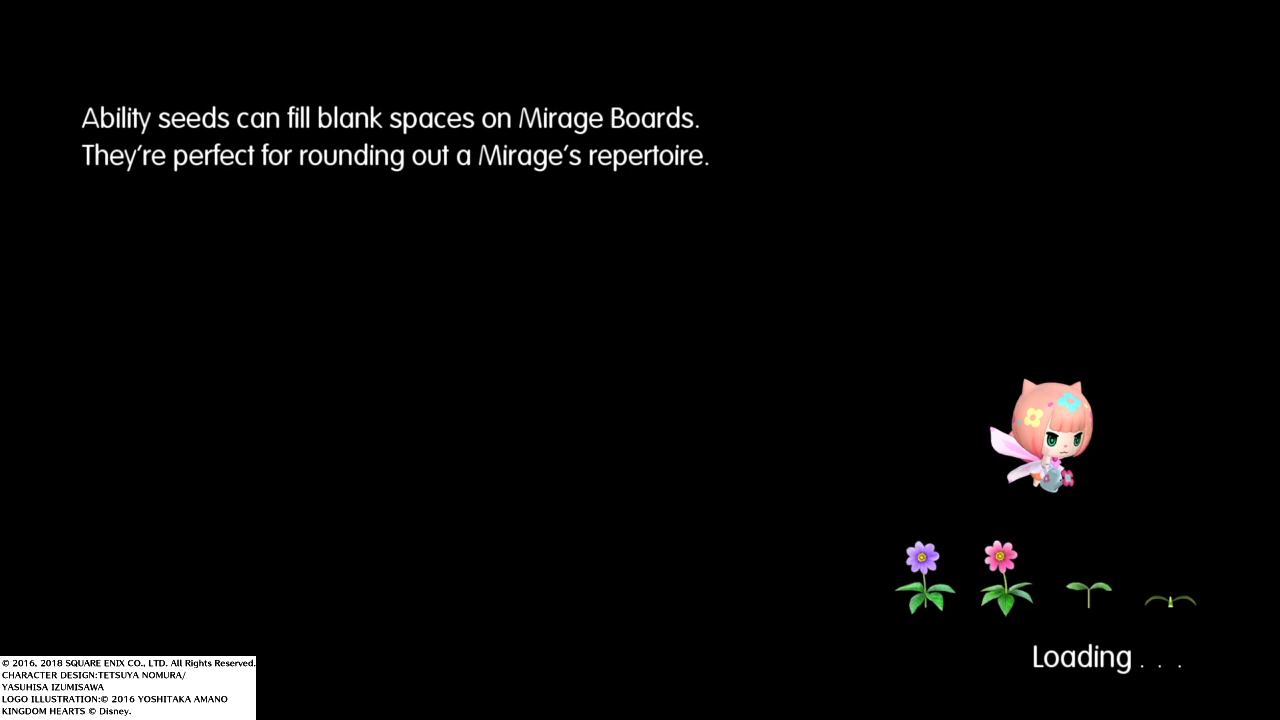 Ability seeds can fill blank spaces on Mirage Boards.
They're perfect for rounding out a Mirage's repertoire.
Loading . . .
© 2016, 2018 SQUARE ENIX CO., LTD. All Rights Reserved.
CHARACTER DESIGN:TETSUYA NOMURA/
YASUHISA IZUMISAWA
LOGO ILLUSTRATION:© 2016 YOSHITAKA AMANO
KINGDOM HEARTS © Disney.